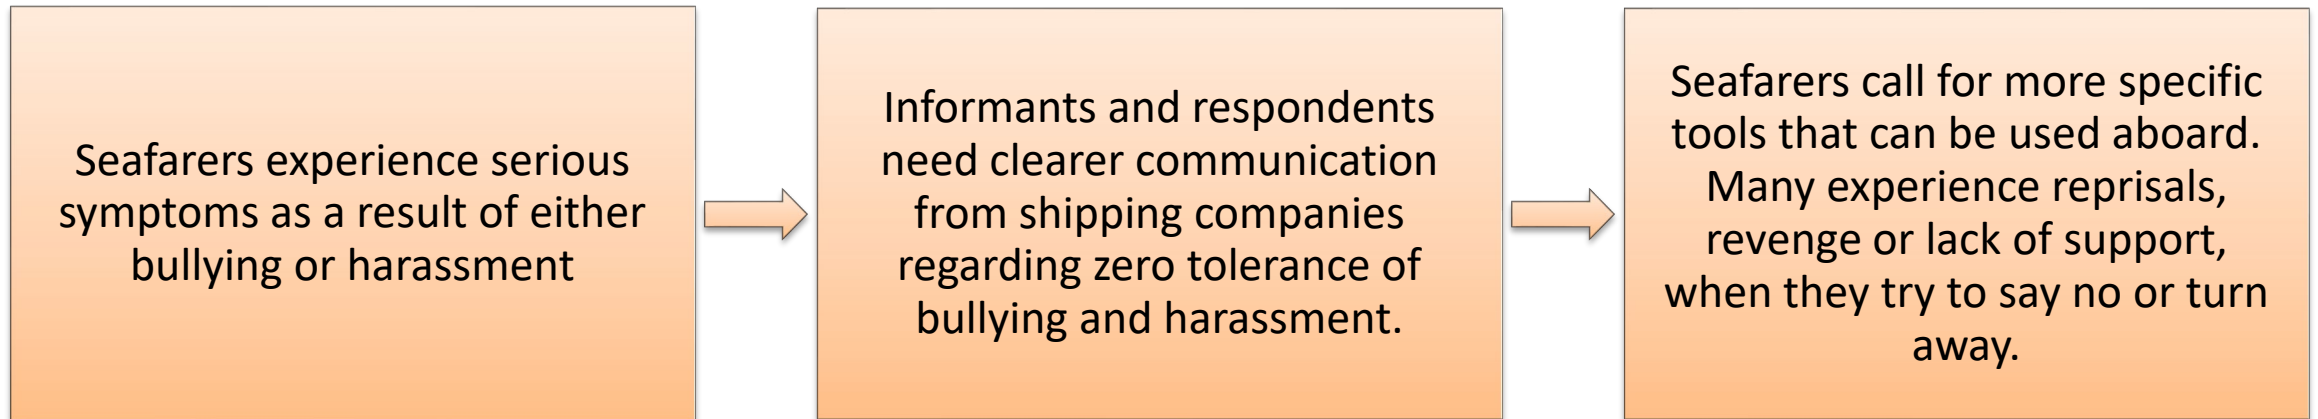 Seafarers experience serious
symptoms as a result of either
bullying or harassment
Informants and respondents
need clearer communication
from shipping companies
regarding zero tolerance of
bullying and harassment.
Seafarers call for more specific
tools that can be used aboard.
Many experience reprisals,
revenge or lack of support,
when they try to say no or turn
away.